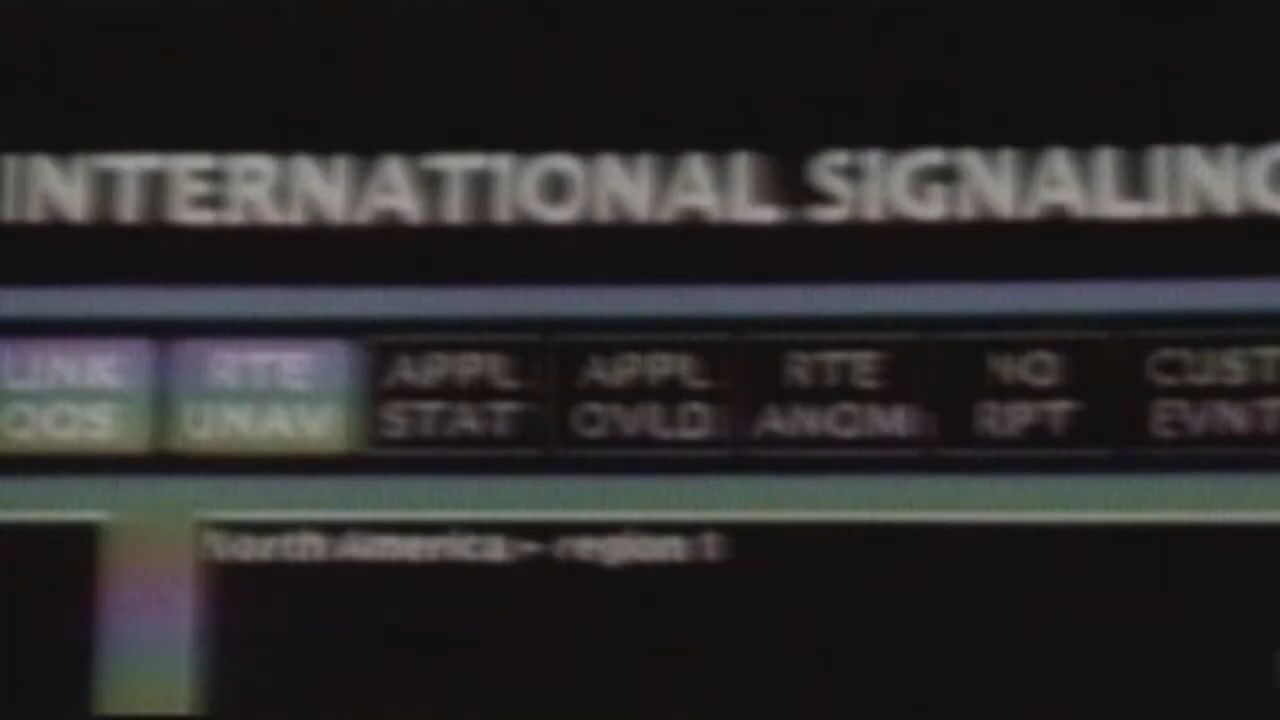 INTERNATIONAL SIGNALING
LINK RTE APPL APPL RTE NO CUST
OOS UNAV STAT OVLD ANOM RPT EVNT
North America - region 1